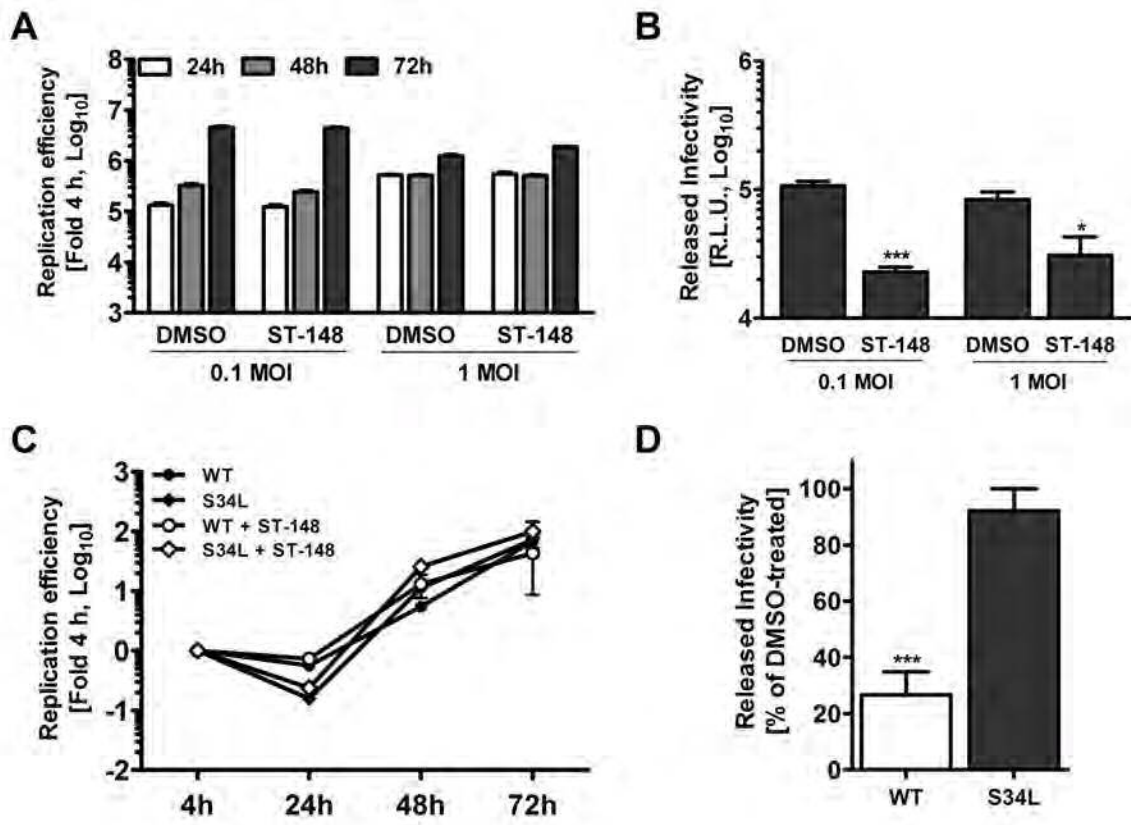 A
Replication efficiency
[Fold 4 h, Log10]
8
7
6
5
4
3
24h 48h 72h
DMSO ST-148 DMSO ST-148
0.1 MOI 1 MOI
B
Released Infectivity
[R.L.U., Log10]
6
5
4
***
*
DMSO ST-148 DMSO ST-148
0.1 MOI 1 MOI
C
Replication efficiency
[Fold 4 h, Log10]
3
2
1
0
-1
-2
WT
S34L
WT + ST-148
S34L + ST-148
4h 24h 48h 72h
D
Released Infectivity
[% of DMSO-treated]
100
80
60
40
20
0
***
WT S34L